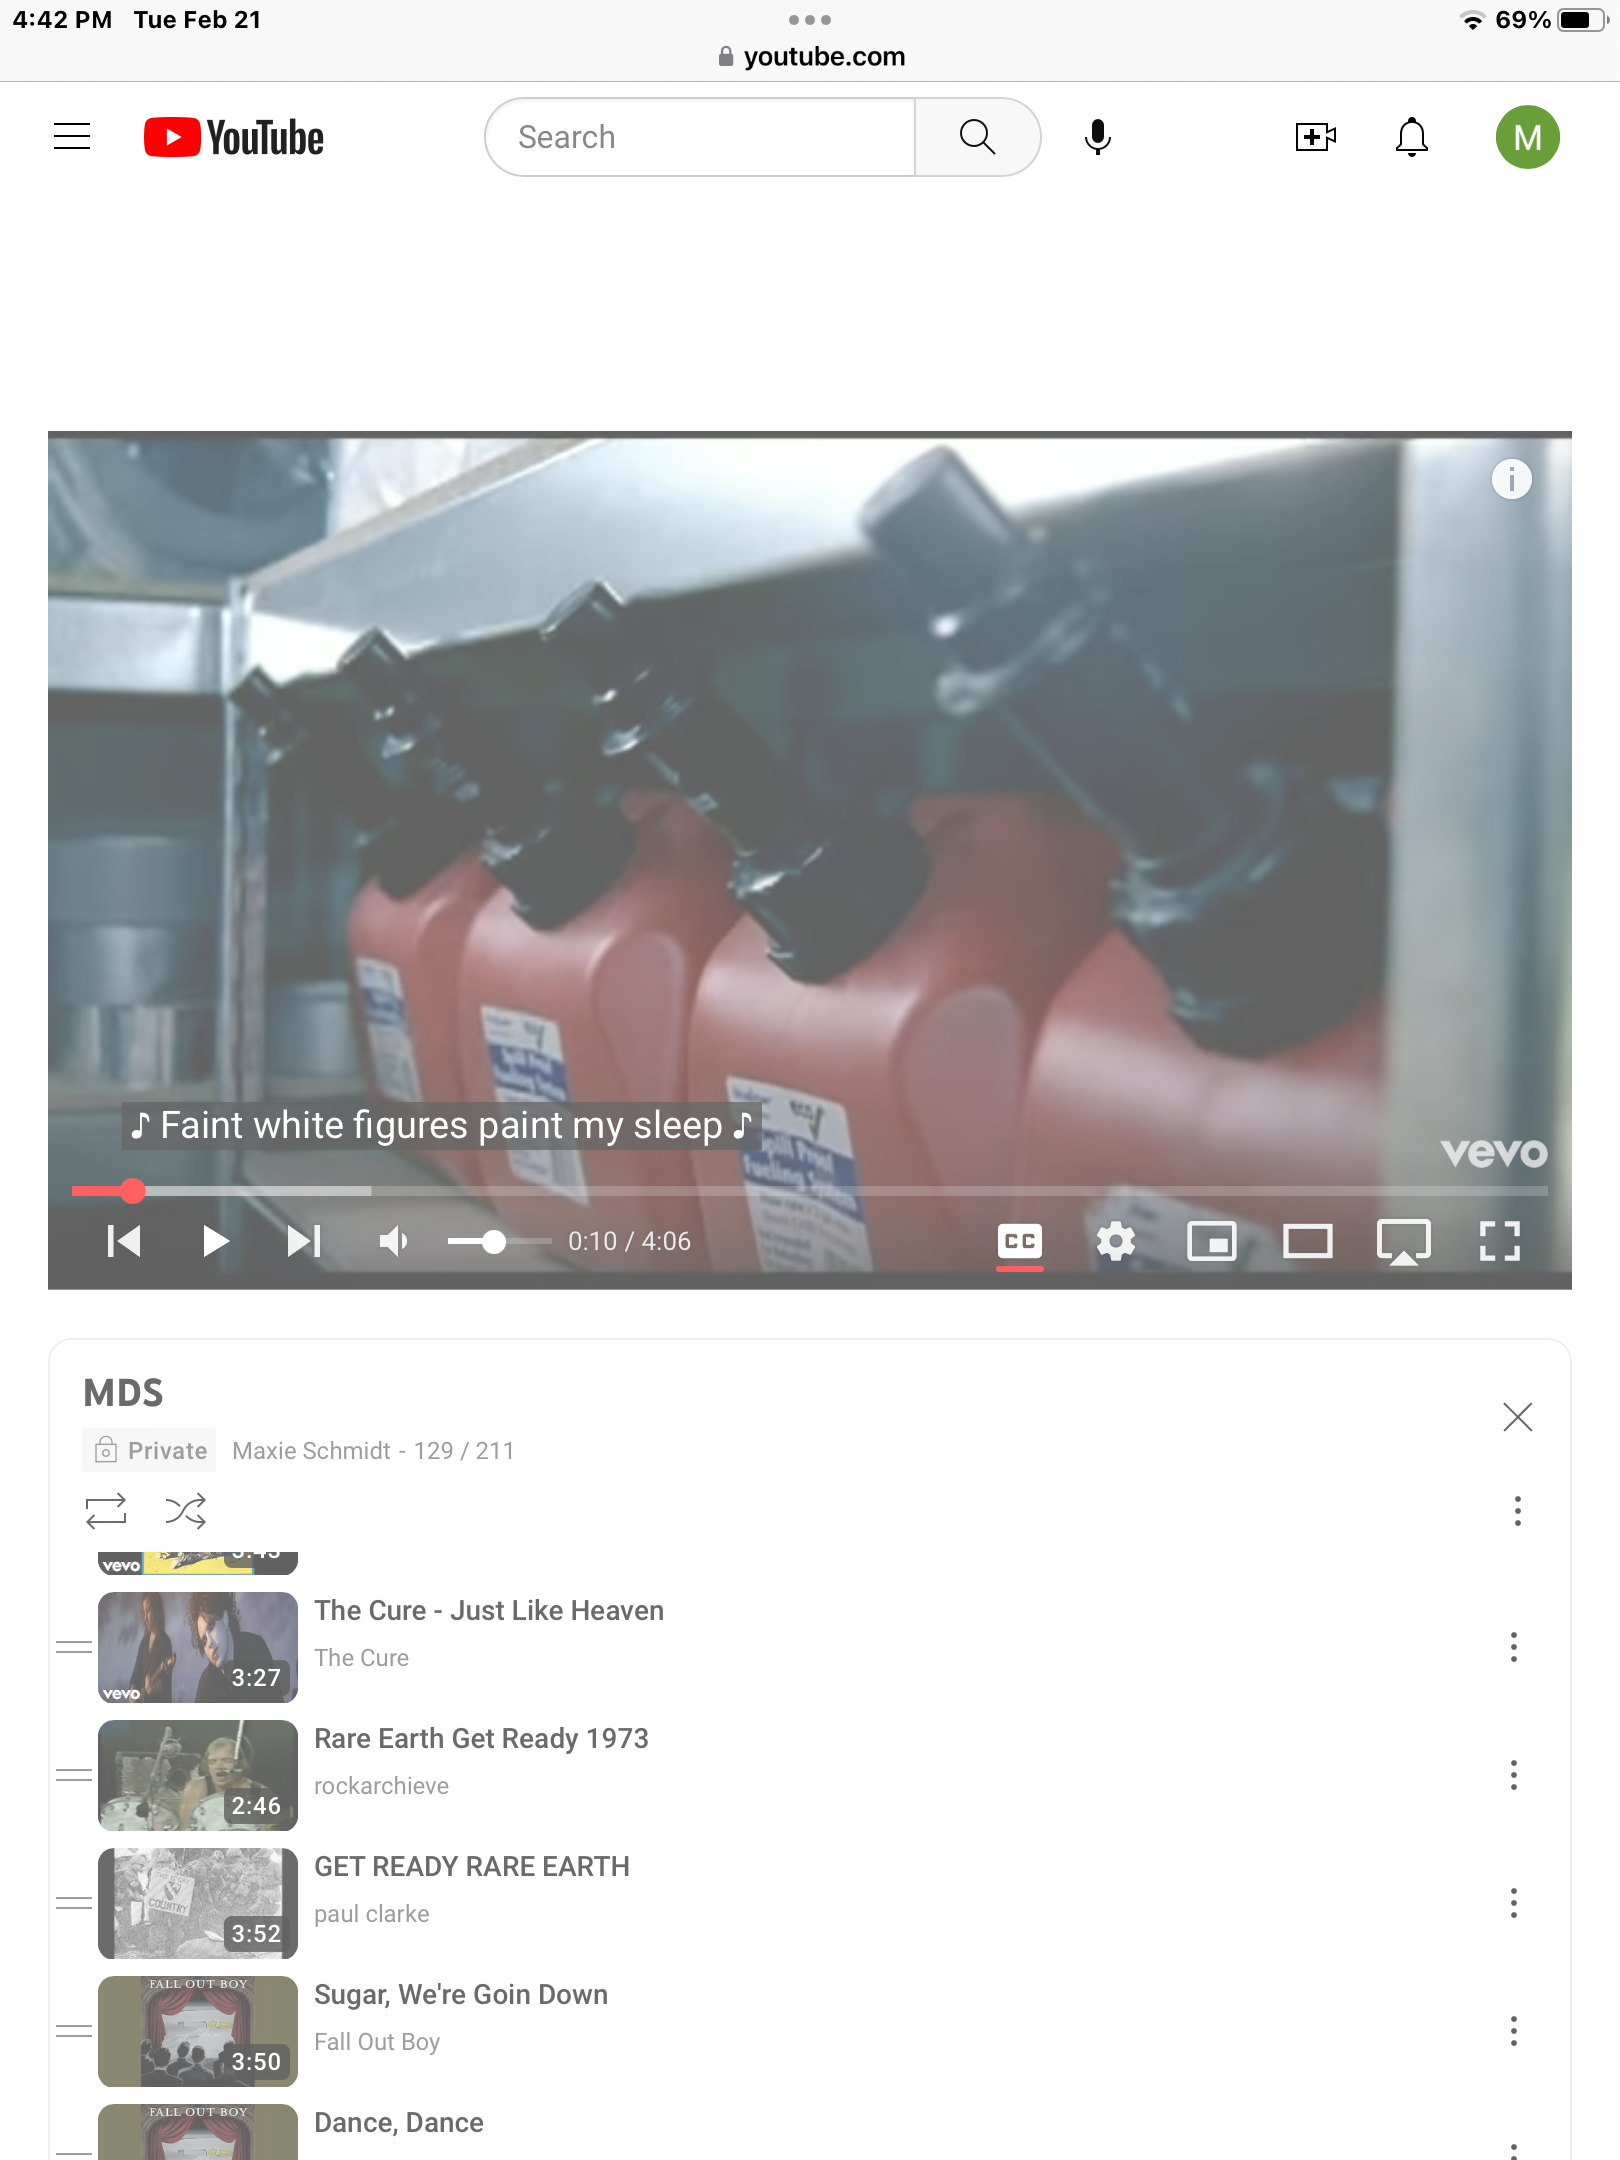 4:42 PM Tue Feb 21
69%
youtube.com
YouTube
Search
M
♪ Faint white figures paint my sleep ♪
vevo
0:10 / 4:06
CC
MDS
Private Maxie Schmidt - 129 / 211
vevo
The Cure - Just Like Heaven
The Cure
3:27
vevo
Rare Earth Get Ready 1973
rockarchieve
2:46
GET READY RARE EARTH
paul clarke
COUNTRY
3:52
FALL OUT BOY
Sugar, We're Goin Down
Fall Out Boy
3:50
FALL OUT BOY
Dance, Dance